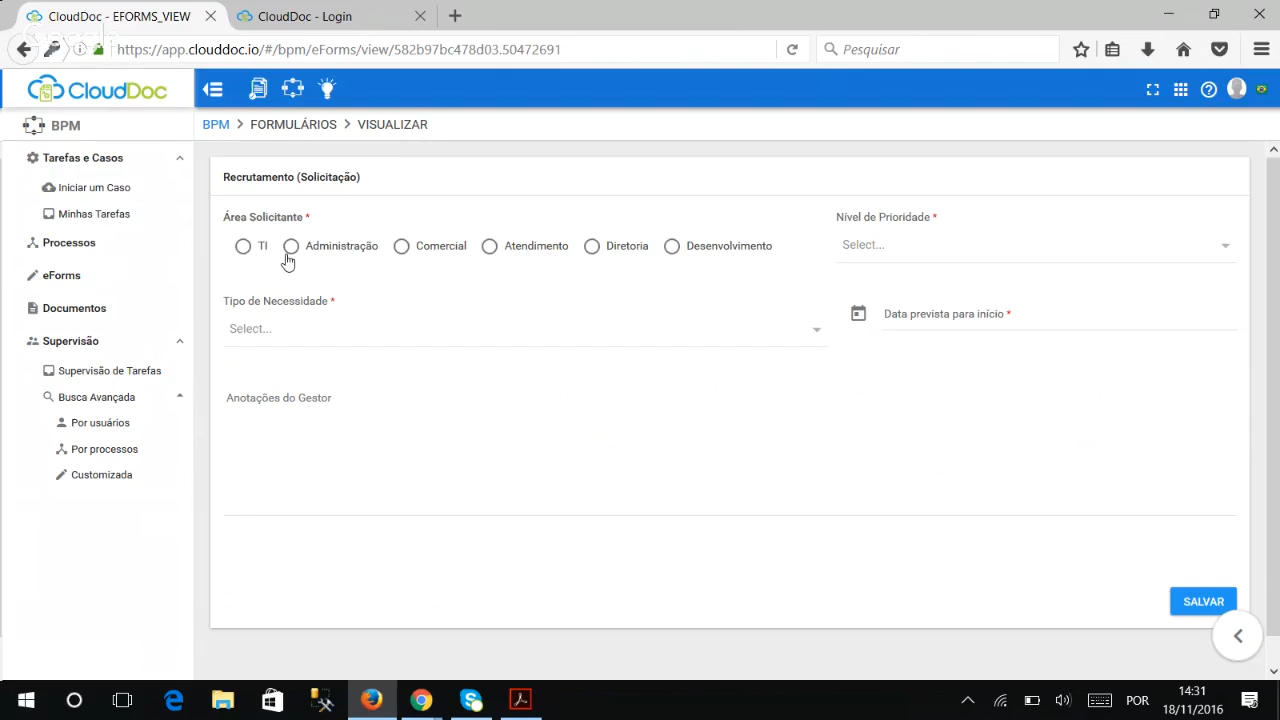 CloudDoc - EFORMS_VIEW
CloudDoc - Login
https://app.clouddoc.io/#/bpm/eForms/view/582b97bc478d03.50472691
Pesquisar
CloudDoc
BPM
BPM > FORMULÁRIOS > VISUALIZAR
Tarefas e Casos
Iniciar um Caso
Minhas Tarefas
Processos
eForms
Documentos
Supervisão
Supervisão de Tarefas
Busca Avançada
Por usuários
Por processos
Customizada
Recrutamento (Solicitação)
Área Solicitante *
Nível de Prioridade *
TI Administração Comercial Atendimento Diretoria Desenvolvimento
Select...
Tipo de Necessidade *
Select...
Data prevista para início *
Anotações do Gestor
SALVAR
POR
14:31
18/11/2016